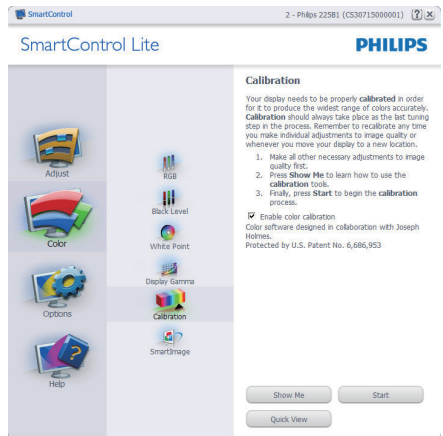 SmartControl
2 - Philips 225B1 (CS30715000001)
SmartControl Lite
PHILIPS
Adjust
Color
Options
Help
RGB
Black Level
White Point
Display Gamma
Calibration
SmartImage
Calibration
Your display needs to be properly calibrated in order
for it to produce the widest range of colors accurately.
Calibration should always take place as the last tuning
step in the process. Remember to recalibrate any time
you make individual adjustments to image quality or
whenever you move your display to a new location.
1. Make all other necessary adjustments to image
quality first.
2. Press Show Me to learn how to use the
calibration tools.
3. Finally, press Start to begin the calibration
process.
Enable color calibration
Color software designed in collaboration with Joseph
Holmes.
Protected by U.S. Patent No. 6,686,953
Show Me
Start
Quick View